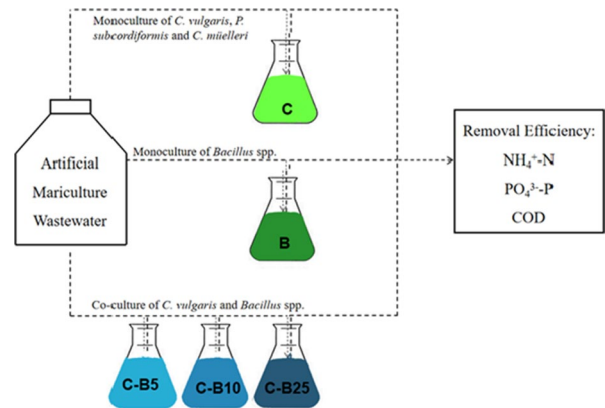 Monoculture of C. vulgaris, P.
subcordiformis and C. müelleri
C
Artificial
Mariculture
Wastewater
Monoculture of Bacillus spp.
B
Removal Efficiency:
NH₄⁺-N
PO₄³⁻-P
COD
Co-culture of C. vulgaris and Bacillus spp.
C-B5
C-B10
C-B25